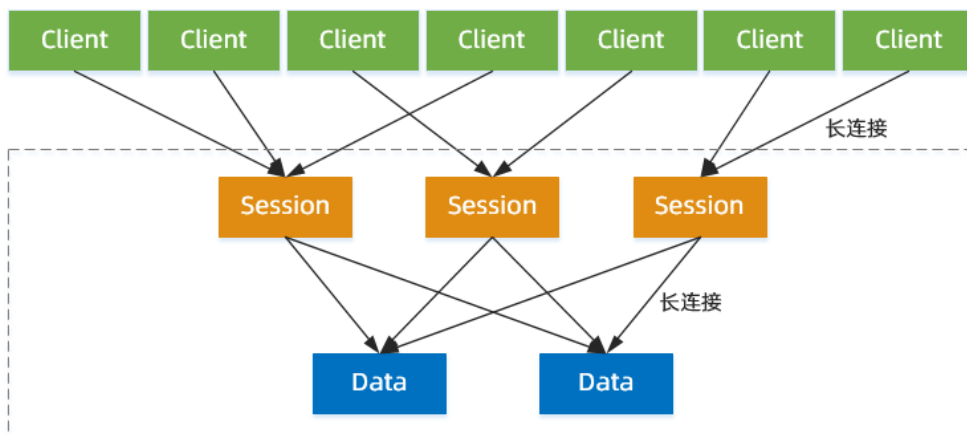 Client Client Client Client Client Client Client
长连接
Session Session Session
长连接
Data Data